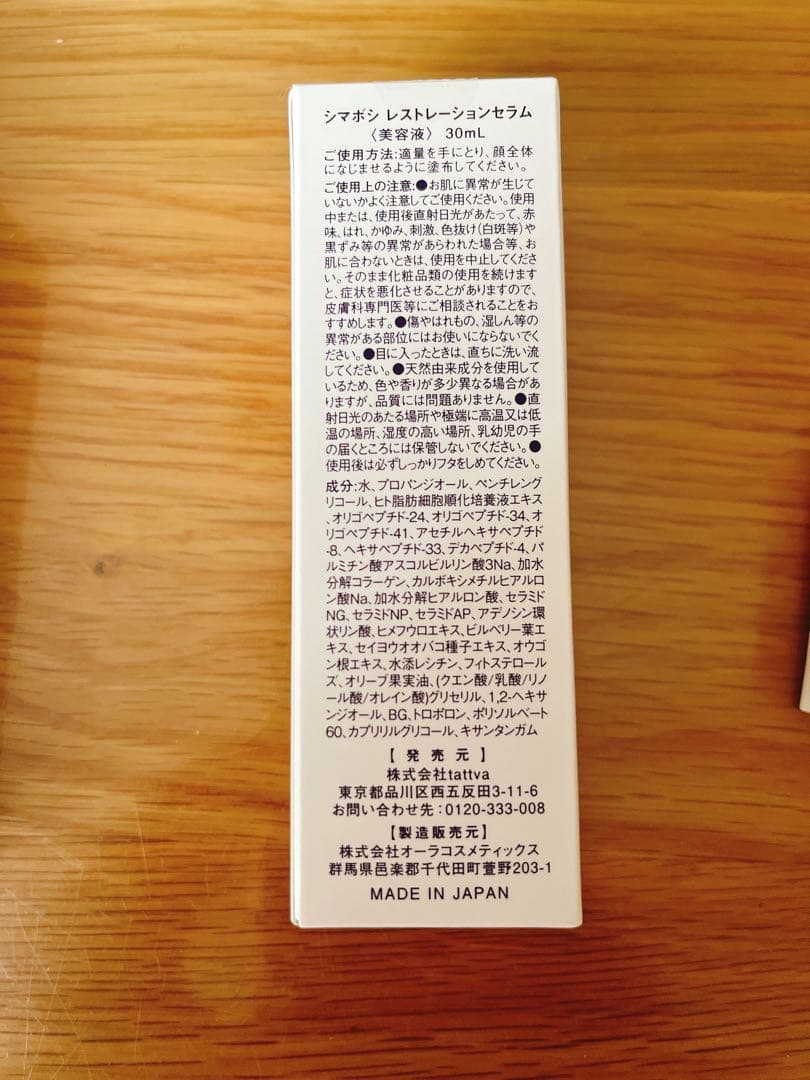 シマボシ レストレーションセラム
〈美容液〉 30mL
ご使用方法:適量を手にとり、顔全体
になじませるように塗布してください。
ご使用上の注意:●お肌に異常が生じて
いないかよく注意してご使用ください。使用
中または、使用後直射日光があたって、赤
味、はれ、かゆみ、刺激、色抜け(白斑等)や
黒ずみ等の異常があらわれた場合等、お
肌に合わないときは、使用を中止してくださ
い。そのまま化粧品類の使用を続けます
と、症状を悪化させることがありますので、
皮膚科専門医等にご相談されることをお
すすめします。●傷やはれもの、湿しん等の
異常がある部位にはお使いにならないでく
ださい。●目に入ったときは、直ちに洗い流
してください。●天然由来成分を使用して
いるため、色や香りが多少異なる場合があ
りますが、品質には問題ありません。●直
射日光のあたる場所や極端に高温又は低
温の場所、湿度の高い場所、乳幼児の手
の届くところには保管しないでください。●
使用後は必ずしっかりフタをしめてください。
成分:水、プロパンジオール、ペンチレング
リコール、ヒト脂肪細胞順化培養液エキス
、オリゴペプチド-24、オリゴペプチド-34、オ
リゴペプチド-41、アセチルヘキサペプチド
-8、ヘキサペプチド-33、デカペプチド-4、パ
ルミチン酸アスコルビルリン酸3Na、加水
分解コラーゲン、カルボキシメチルヒアルロ
ン酸Na、加水分解ヒアルロン酸、セラミド
NG、セラミドNP、セラミドAP、アデノシン環
状リン酸、ヒメフウロエキス、ビルベリー葉エ
キス、セイヨウオオバコ種子エキス、オウゴ
ン根エキス、水添レシチン、フィトステロール
ズ、オリーブ果実油、(クエン酸/乳酸/リノ
ール酸/オレイン酸)グリセリル、1,2-ヘキサ
ンジオール、BG、トロポロン、ポリソルベート
60、カプリリルグリコール、キサンタンガム
【発売元】
株式会社tattva
東京都品川区西五反田3-11-6
お問い合わせ先：0120-333-008
【製造販売元】
株式会社オーラコスメティックス
群馬県邑楽郡千代田町萱野203-1
MADE IN JAPAN